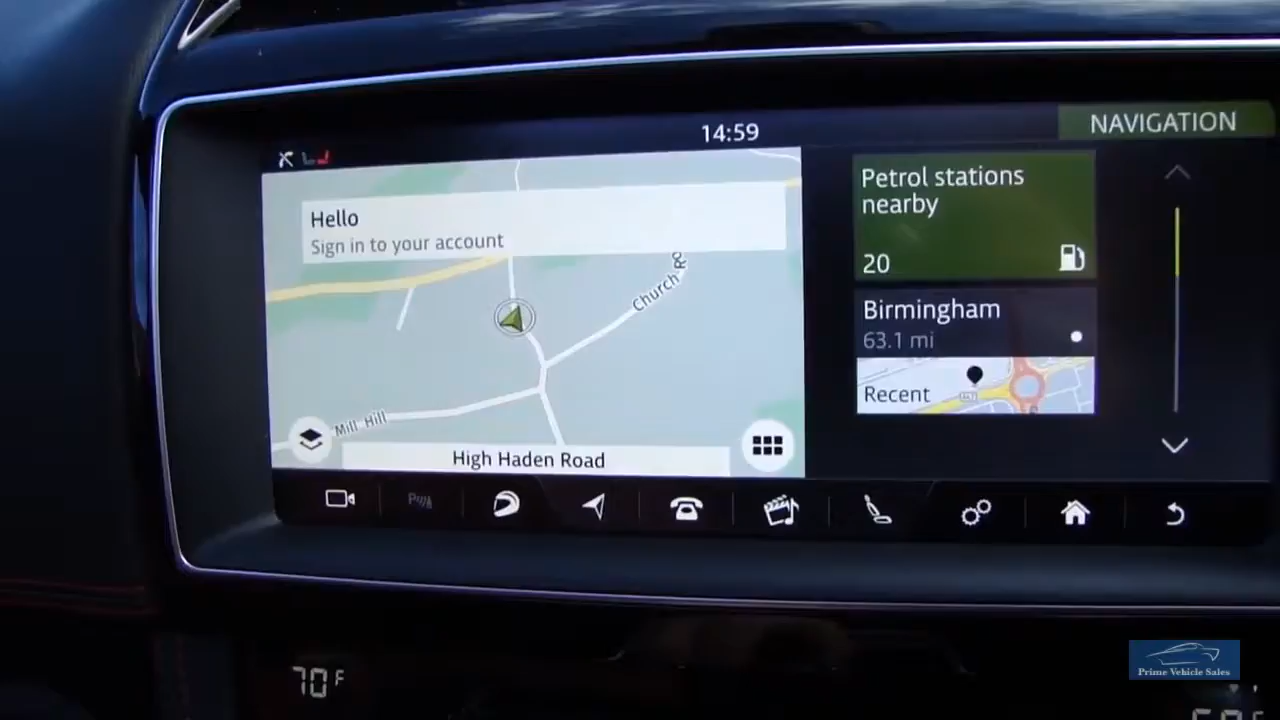 14:59
NAVIGATION
Hello
Sign in to your account
Church Rd
Mill Hill
High Haden Road
Petrol stations
nearby
20
Birmingham
63.1 mi
Recent
70 F
Prime Vehicle Sales